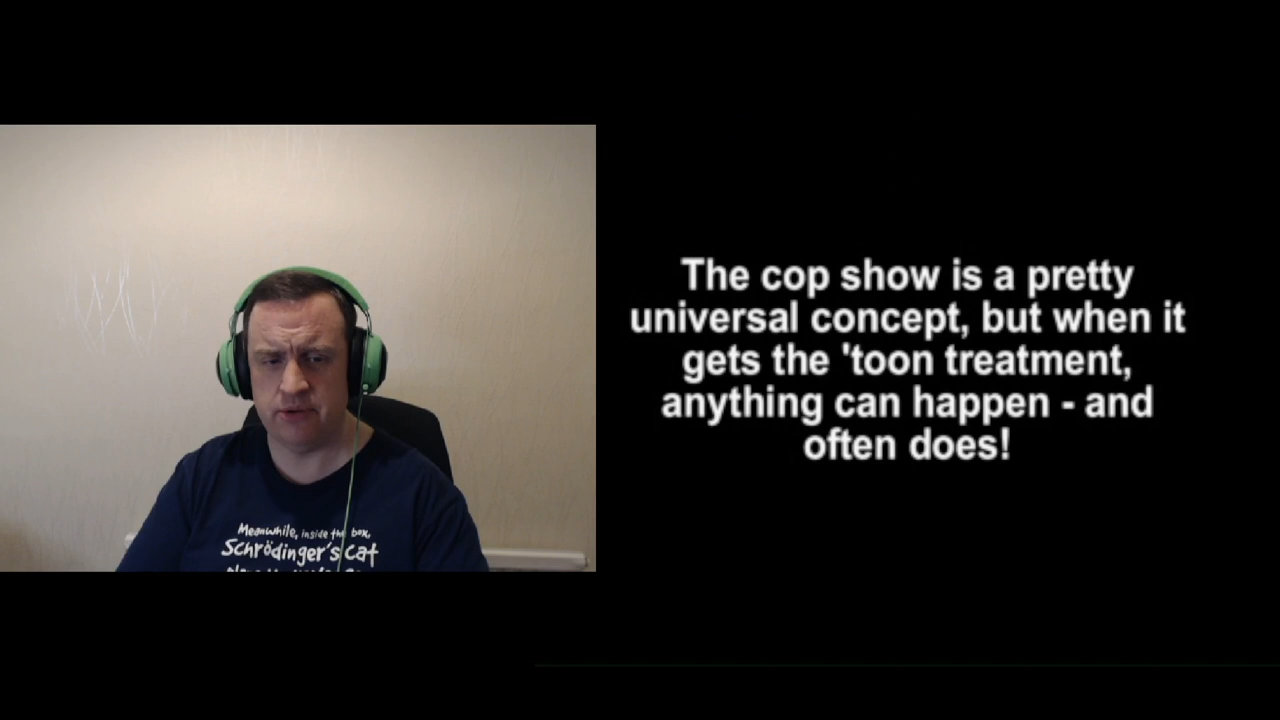 The cop show is a pretty
universal concept, but when it
gets the 'toon treatment,
anything can happen - and
often does!
Meanwhile, inside the box,
Schrödinger's cat